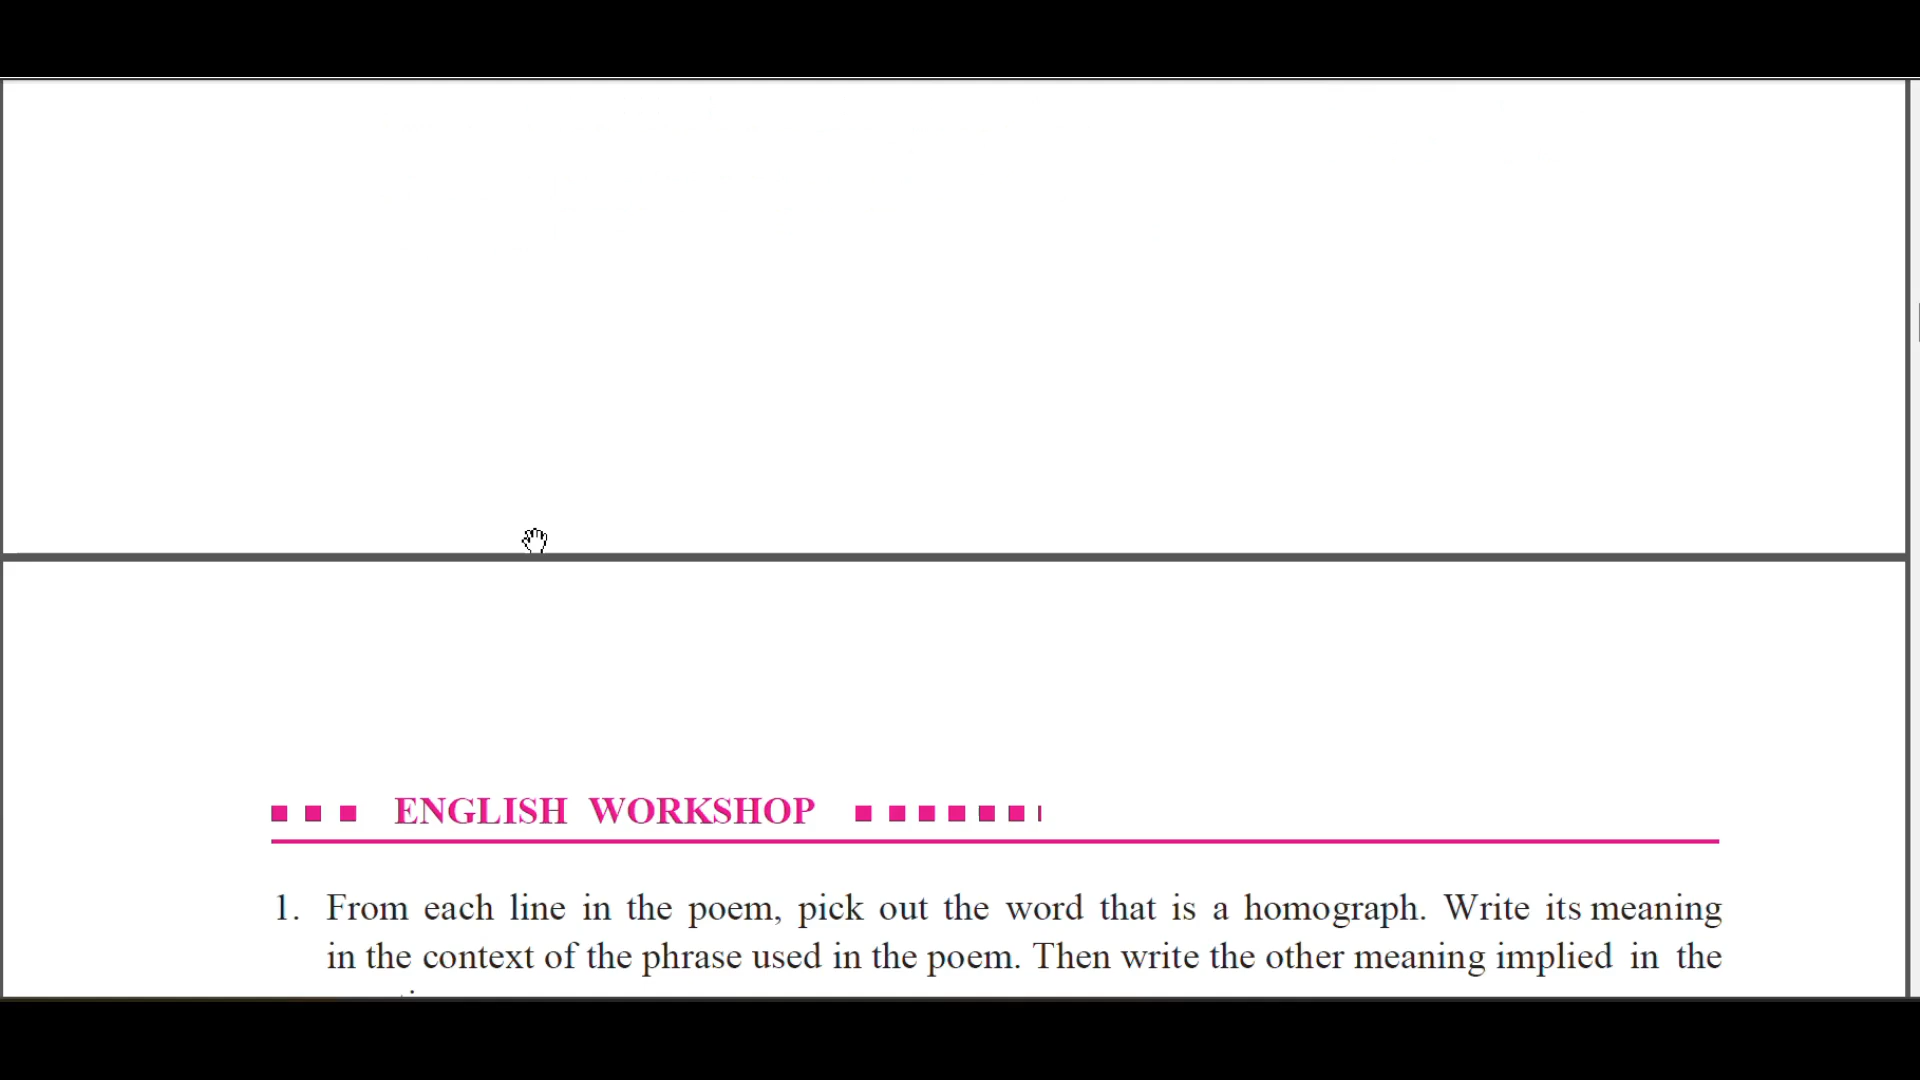 ENGLISH WORKSHOP
1. From each line in the poem, pick out the word that is a homograph. Write its meaning
in the context of the phrase used in the poem. Then write the other meaning implied in the